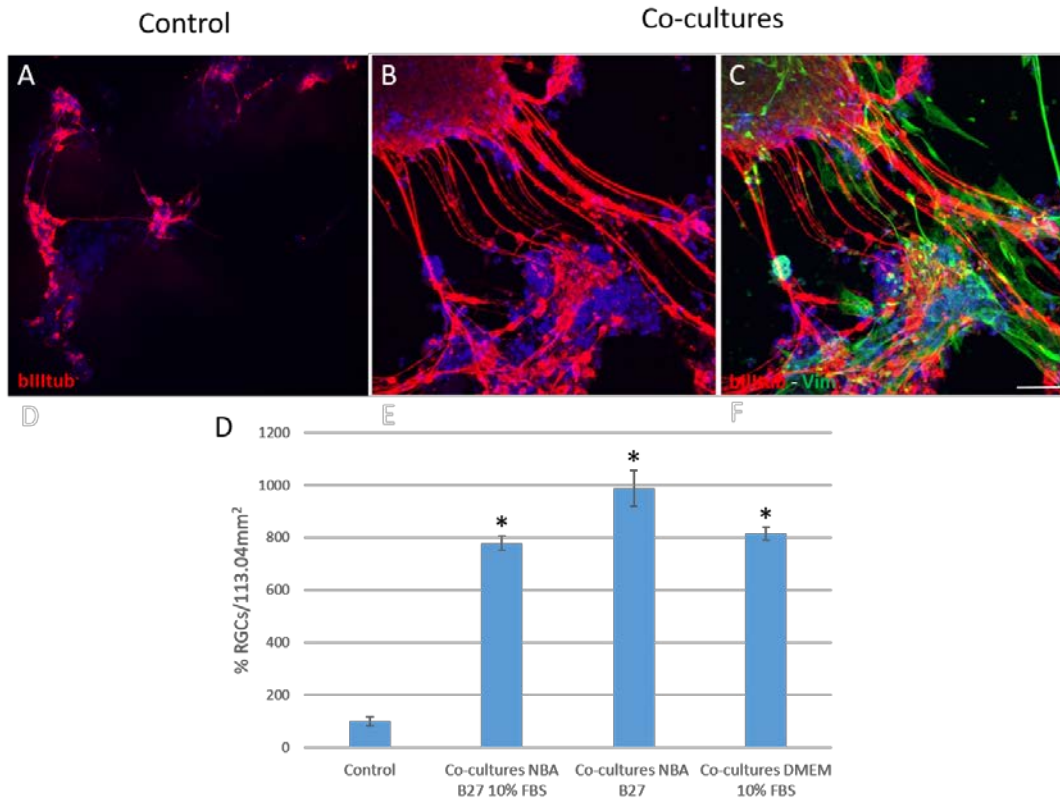 Control
Co-cultures
A
B
C
bIIItub
bIIItub - Vim
D
E
F
D
1200
1000
800
600
400
200
0
% RGCs/113.04mm²
*
*
*
Control
Co-cultures NBA
B27 10% FBS
Co-cultures NBA
B27
Co-cultures DMEM
10% FBS